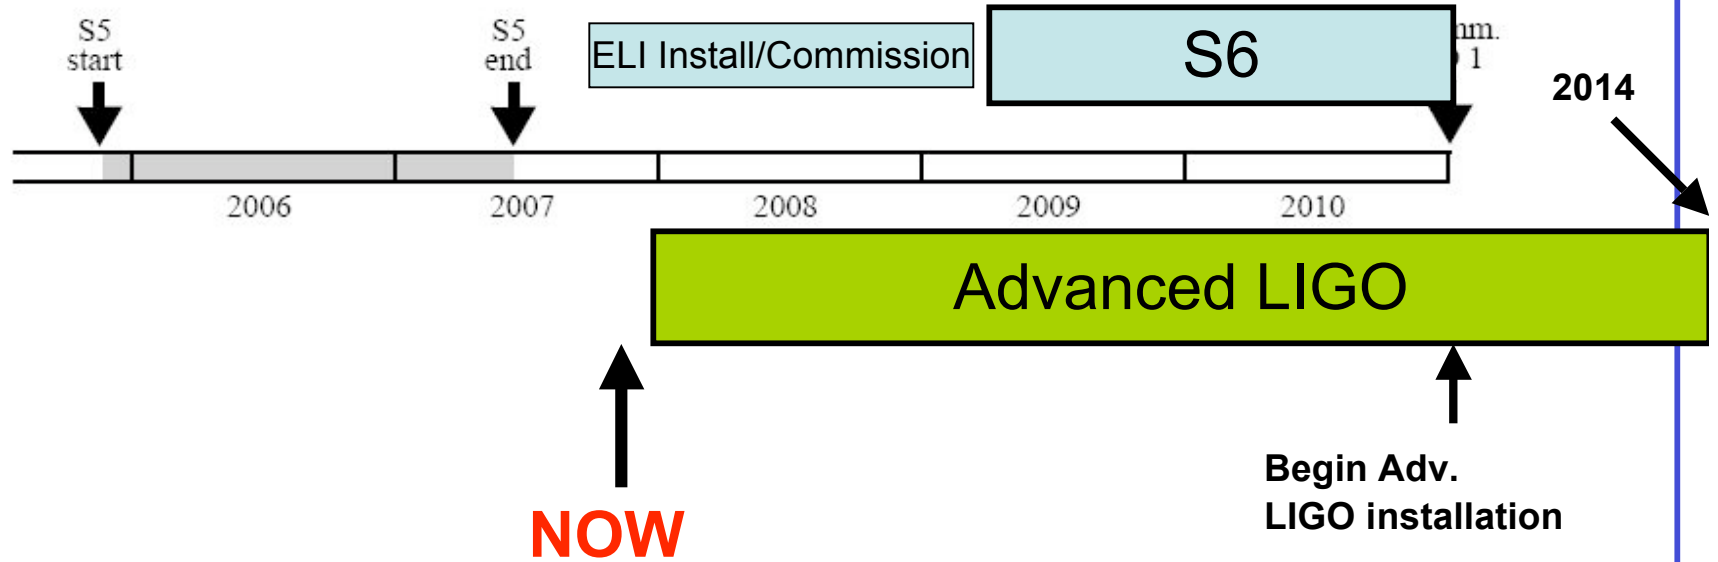 S5
start
S5
end
ELI Install/Commission
S6
1
2014
2006
2007
2008
2009
2010
Advanced LIGO
NOW
Begin Adv.
LIGO installation